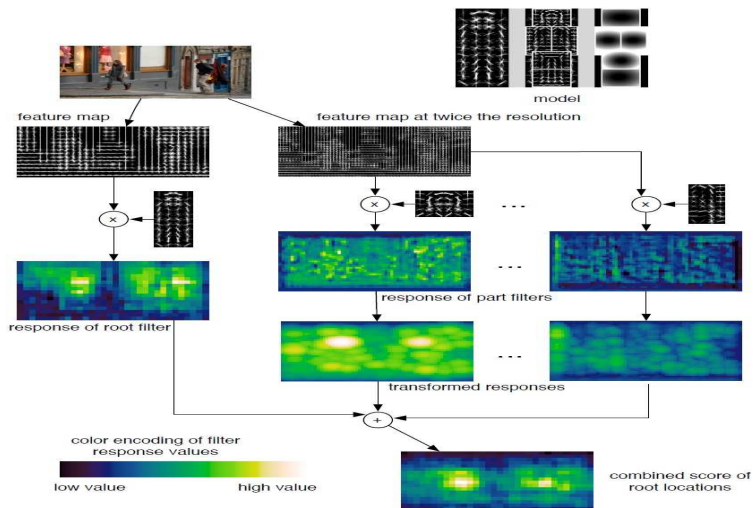 model
feature map
feature map at twice the resolution
x
x
x
...
...
response of part filters
response of root filter
...
transformed responses
+
color encoding of filter
response values
low value
high value
combined score of
root locations